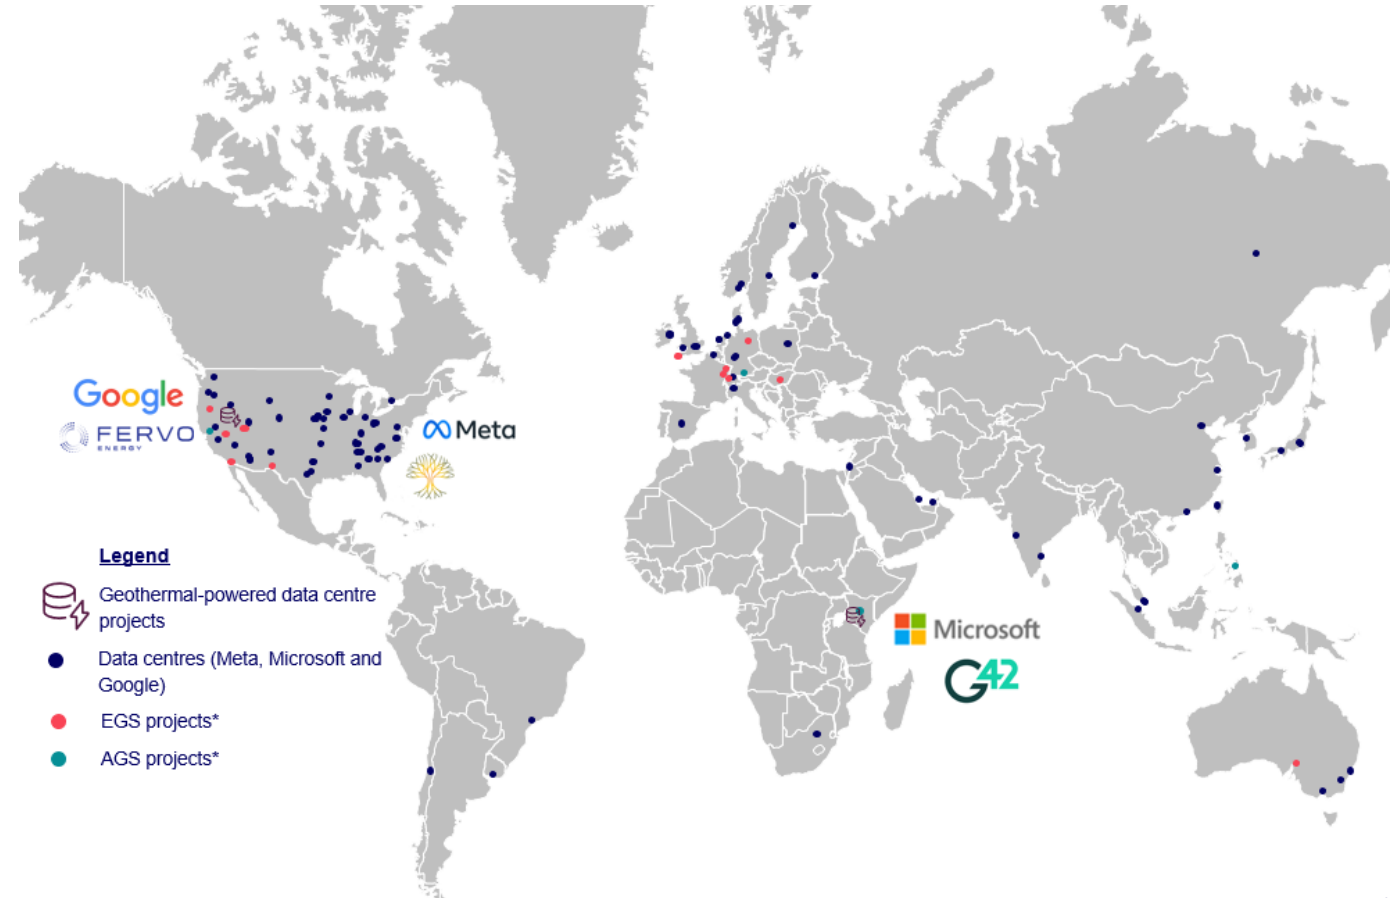 Google
FERVO
ENERGY
Meta
Legend
Geothermal-powered data centre
projects
Data centres (Meta, Microsoft and
Google)
EGS projects*
AGS projects*
Microsoft
G42